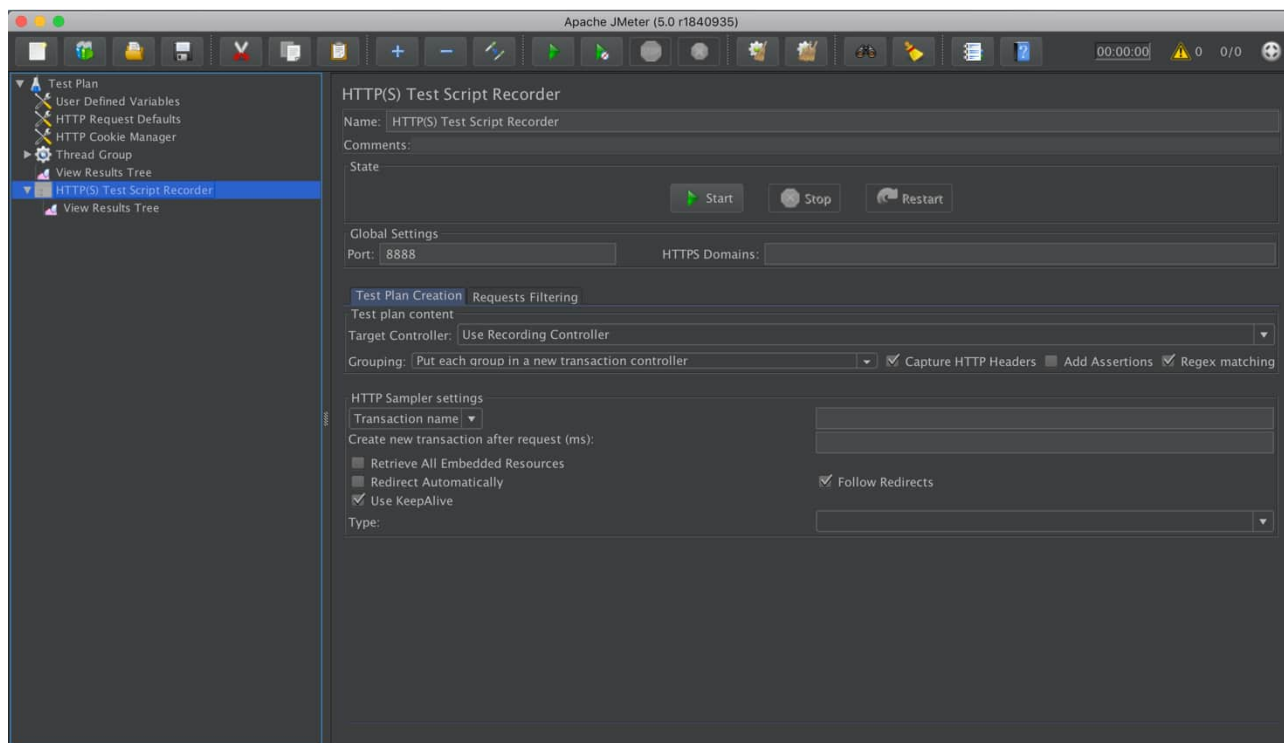 Apache JMeter (5.0 r1840935)
00:00:00 0 0/0
Test Plan
User Defined Variables
HTTP Request Defaults
HTTP Cookie Manager
Thread Group
View Results Tree
HTTP(S) Test Script Recorder
View Results Tree
HTTP(S) Test Script Recorder
Name: HTTP(S) Test Script Recorder
Comments:
State
Start Stop Restart
Global Settings
Port: 8888 HTTPS Domains:
Test Plan Creation Requests Filtering
Test plan content
Target Controller: Use Recording Controller
Grouping: Put each group in a new transaction controller Capture HTTP Headers Add Assertions Regex matching
HTTP Sampler settings
Transaction name
Create new transaction after request (ms):
Retrieve All Embedded Resources
Redirect Automatically Follow Redirects
Use KeepAlive
Type: